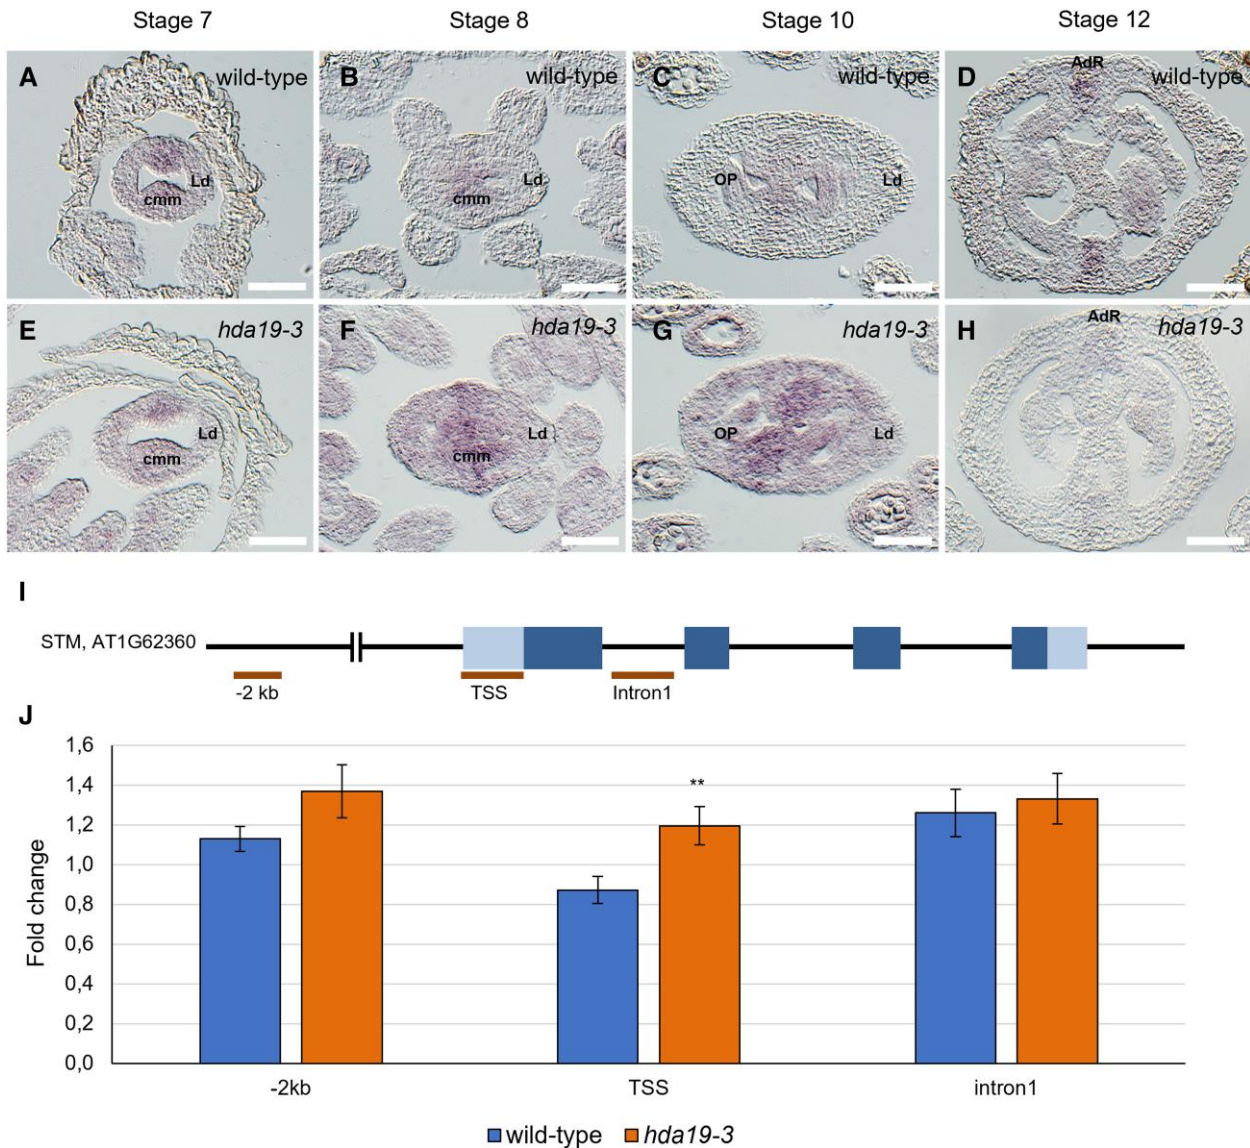 Stage 7 Stage 8 Stage 10 Stage 12
A wild-type B wild-type C wild-type D AdR wild-type
Ld cmm Ld cmm OP Ld
E hda19-3 F hda19-3 G hda19-3 H AdR hda19-3
Ld cmm Ld cmm OP Ld
I
STM, AT1G62360
-2 kb TSS Intron1
J
Fold change
1,6
1,4
1,2
1,0
0,8
0,6
0,4
0,2
0,0
**
-2kb TSS intron1
wild-type hda19-3